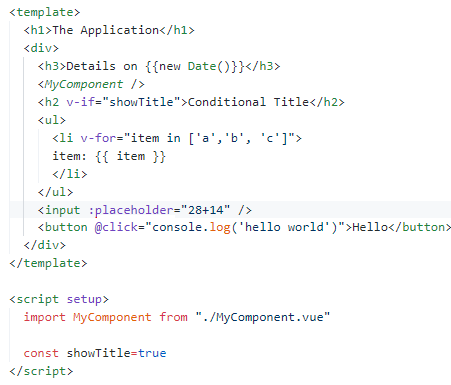 <template>
  <h1>The Application</h1>
  <div>
    <h3>Details on {{new Date()}}</h3>
    <MyComponent />
    <h2 v-if="showTitle">Conditional Title</h2>
    <ul>
      <li v-for="item in ['a','b', 'c']">
      item: {{ item }}
      </li>
    </ul>
    <input :placeholder="28+14" />
    <button @click="console.log('hello world')">Hello</button>
  </div>
</template>

<script setup>
  import MyComponent from "./MyComponent.vue"

  const showTitle=true
</script>